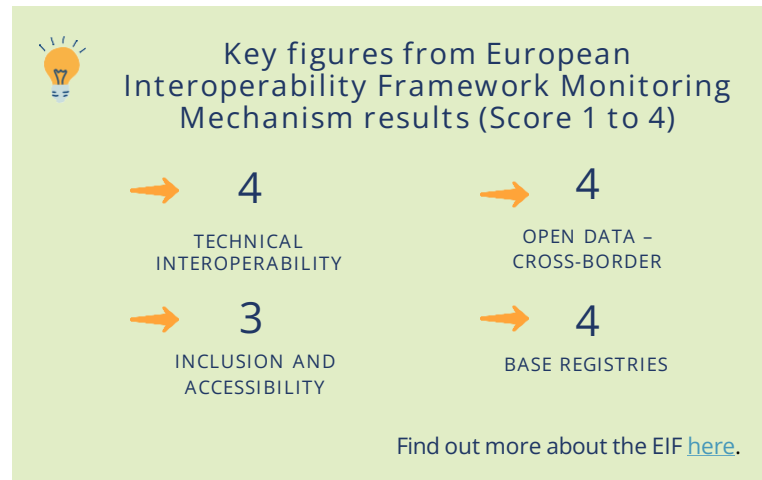 Key figures from European
Interoperability Framework Monitoring
Mechanism results (Score 1 to 4)
4
TECHNICAL
INTEROPERABILITY
4
OPEN DATA –
CROSS-BORDER
3
INCLUSION AND
ACCESSIBILITY
4
BASE REGISTRIES
Find out more about the EIF here.